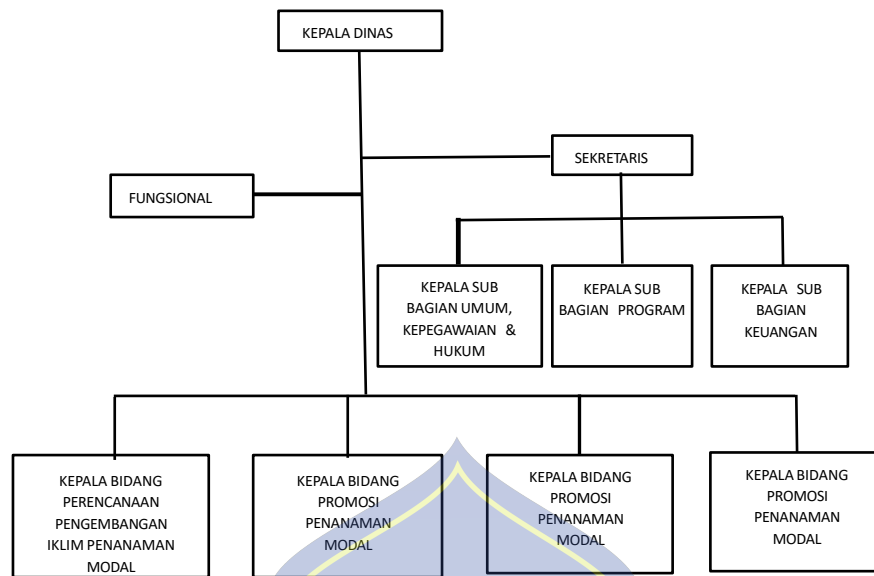 KEPALA DINAS
SEKRETARIS
FUNGSIONAL
KEPALA SUB
BAGIAN UMUM,
KEPEGAWAIAN &
HUKUM
KEPALA SUB
BAGIAN PROGRAM
KEPALA SUB
BAGIAN
KEUANGAN
KEPALA BIDANG
PERENCANAAN
PENGEMBANGAN
IKLIM PENANAMAN
MODAL
KEPALA BIDANG
PROMOSI
PENANAMAN
MODAL
KEPALA BIDANG
PROMOSI
PENANAMAN
MODAL
KEPALA BIDANG
PROMOSI
PENANAMAN
MODAL